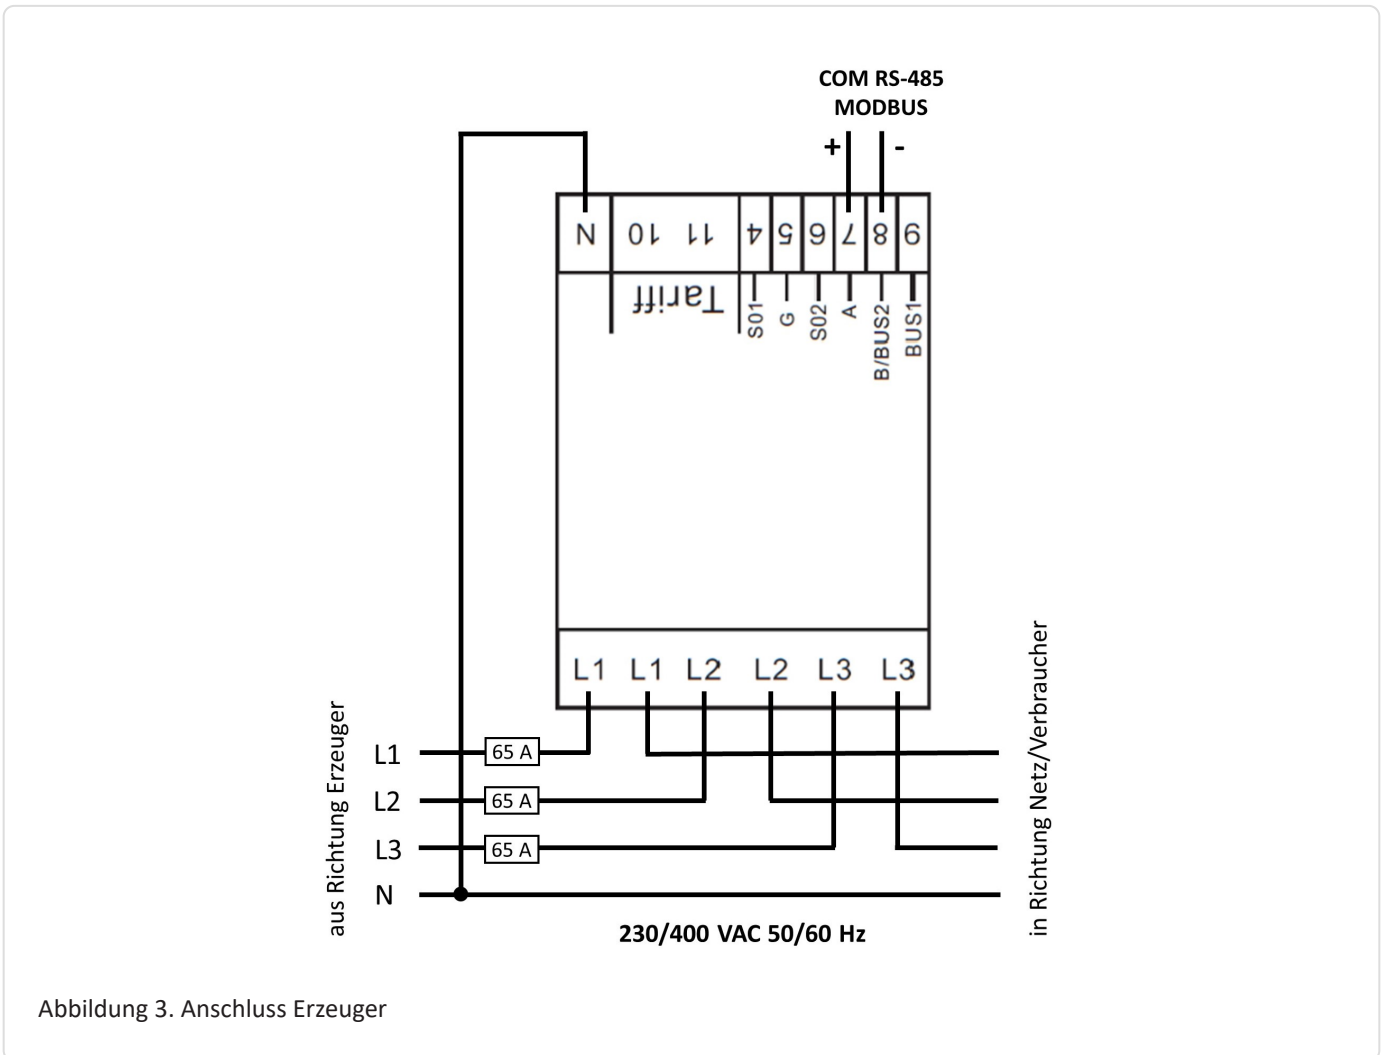 COM RS-485
MODBUS
+ -
N 10 11 4 5 6 7 8 9
Tariff
S01 G S02 A B/BUS2 BUS1
L1 L1 L2 L2 L3 L3
aus Richtung Erzeuger
L1 65 A
L2 65 A
L3 65 A
N
in Richtung Netz/Verbraucher
230/400 VAC 50/60 Hz
Abbildung 3. Anschluss Erzeuger